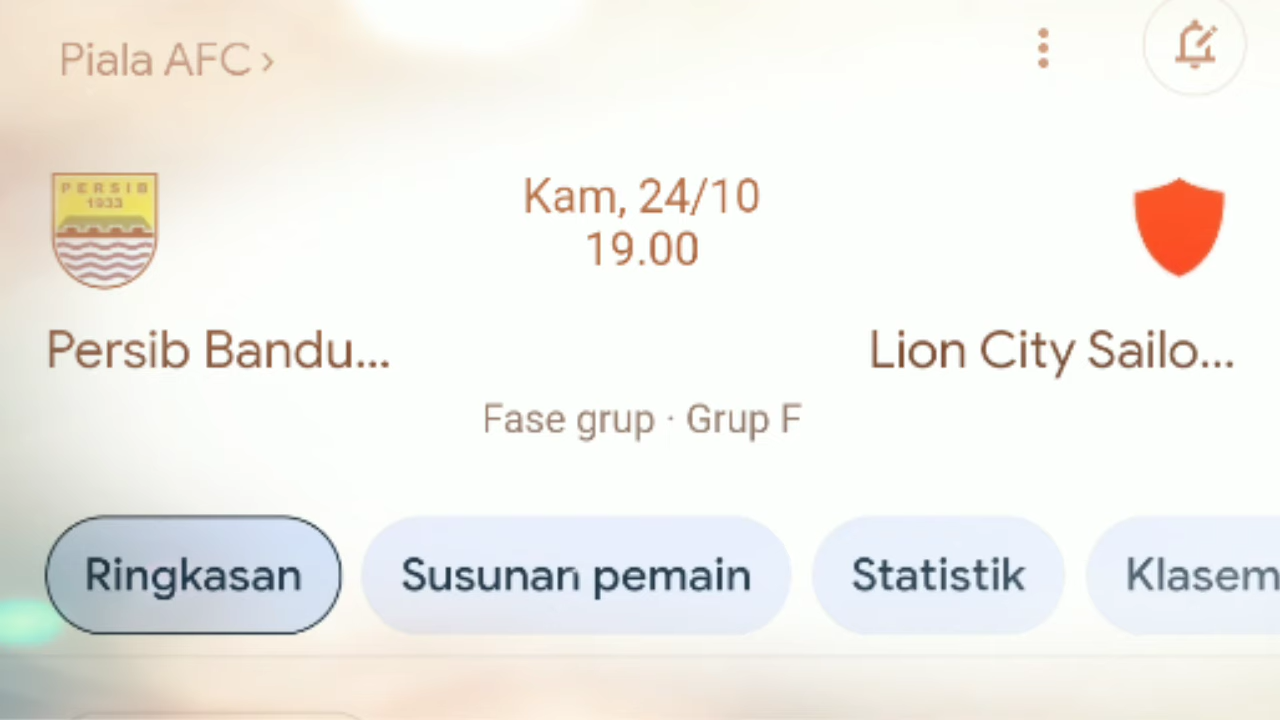 Piala AFC ›
PERSIB
1933
Kam, 24/10
19.00
Persib Bandu...
Lion City Sailo...
Fase grup · Grup F
Ringkasan
Susunan pemain
Statistik
Klasem